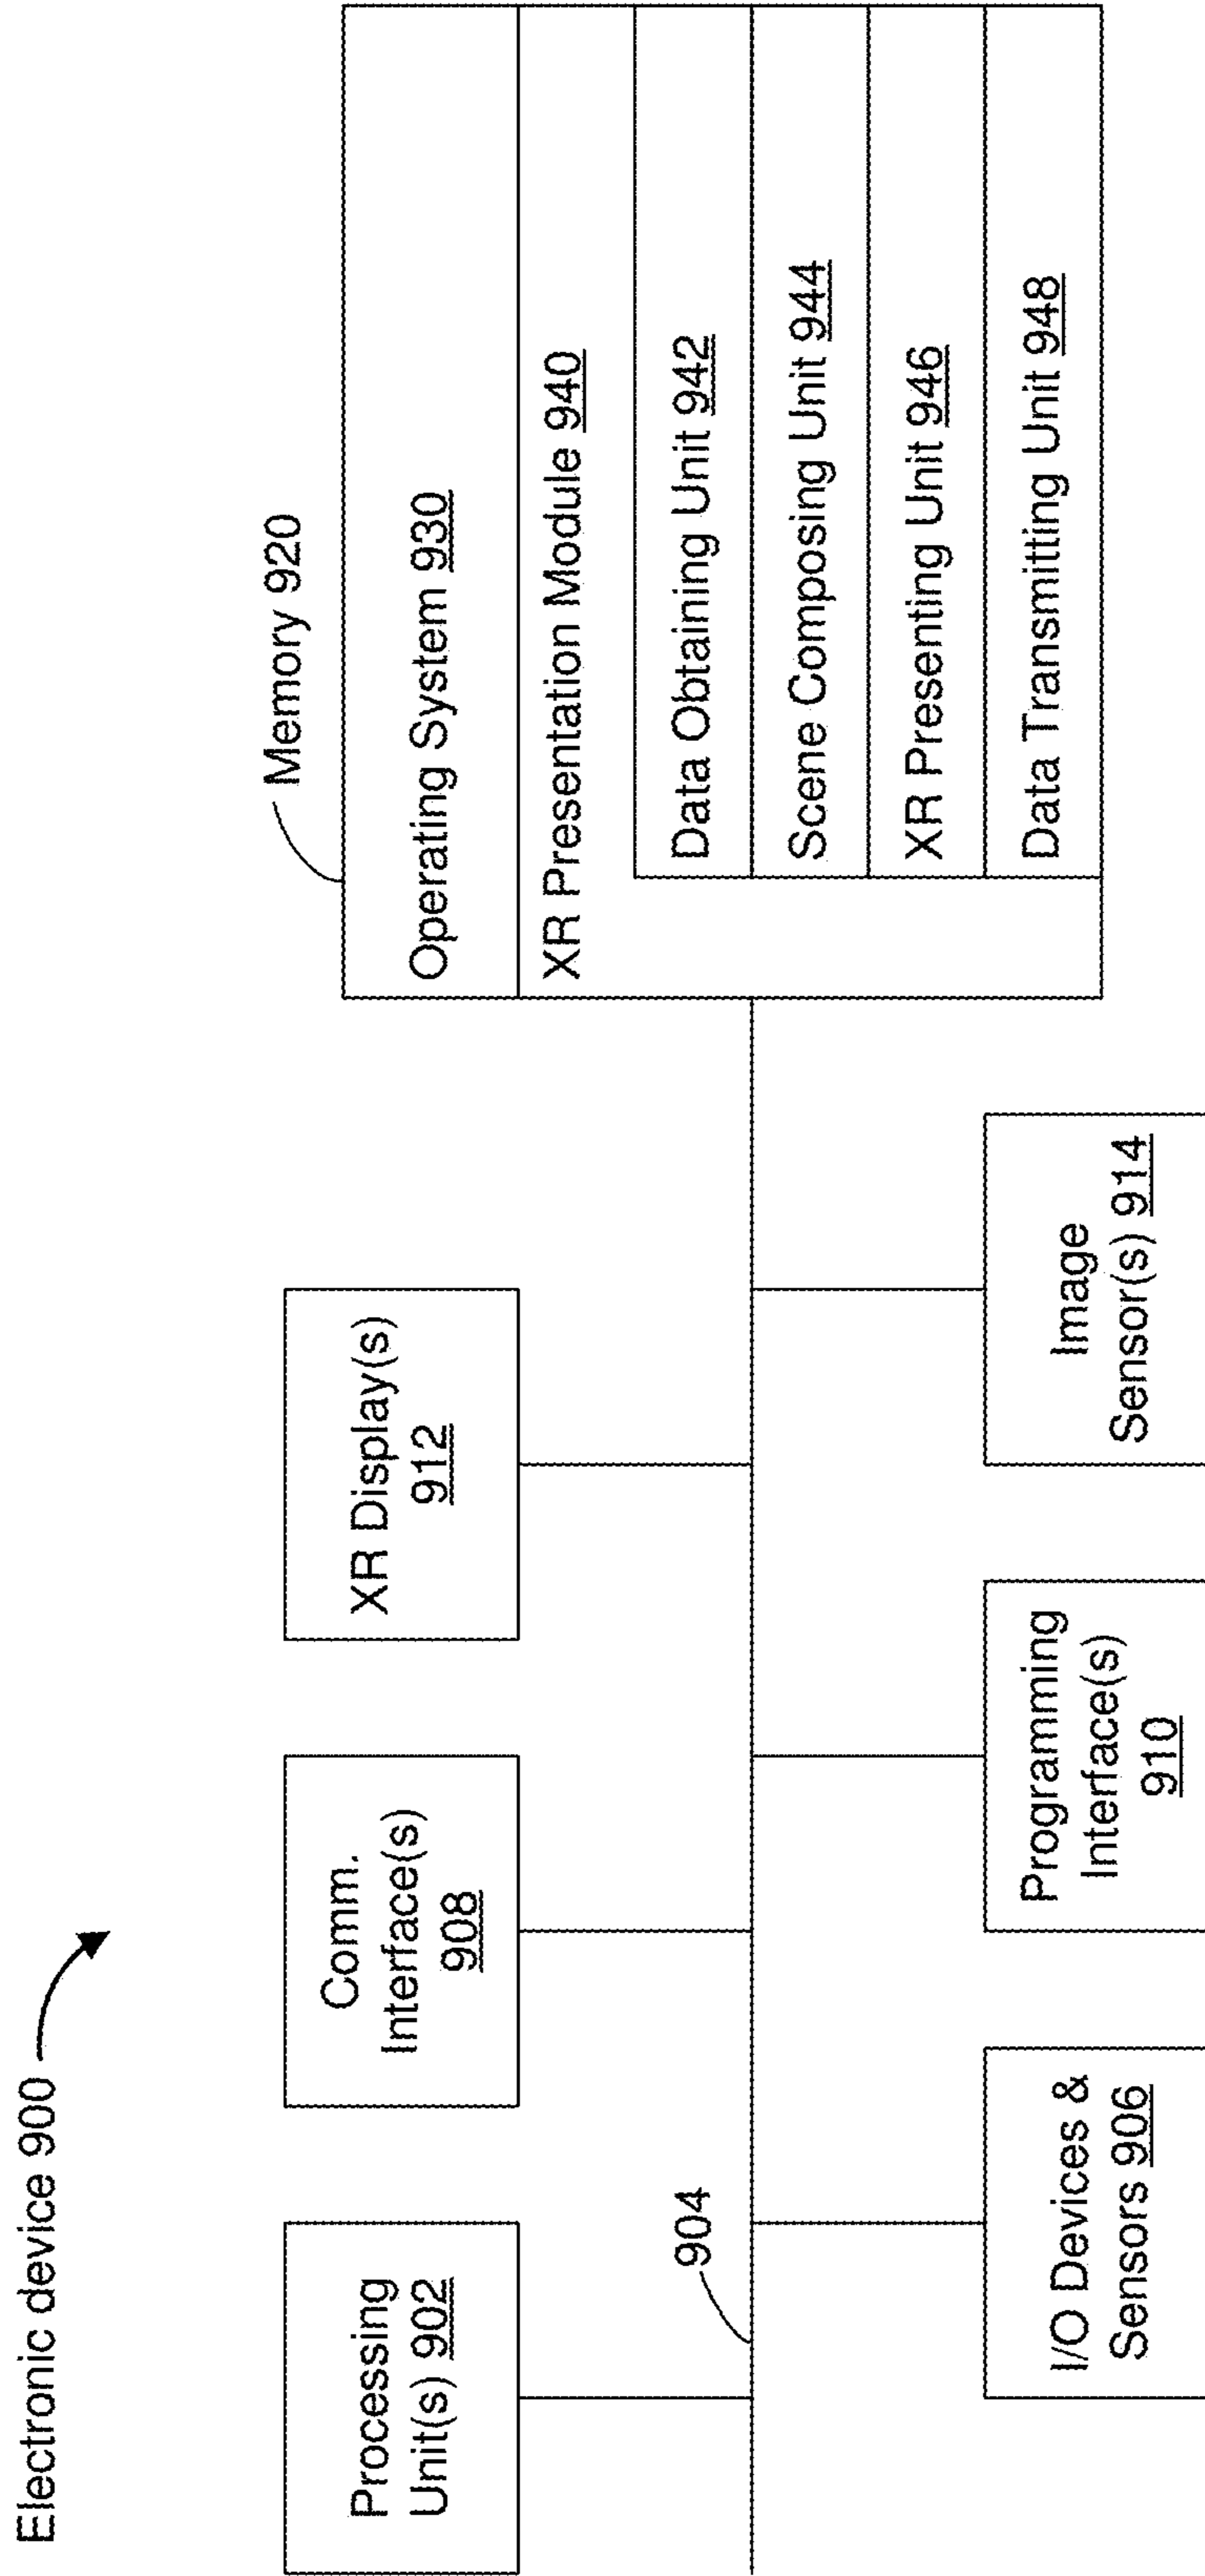 Electronic device 900
Processing
Unit(s) 902
Comm.
Interface(s)
908
XR Display(s)
912
904
I/O Devices &
Sensors 906
Programming
Interface(s)
910
Image
Sensor(s) 914
Memory 920
Operating System 930
XR Presentation Module 940
Data Obtaining Unit 942
Scene Composing Unit 944
XR Presenting Unit 946
Data Transmitting Unit 948